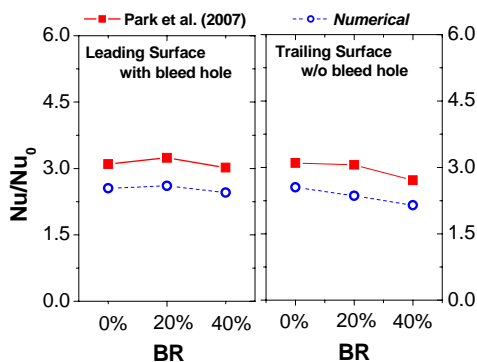 Park et al. (2007) Numerical
Leading Surface
with bleed hole
Trailing Surface
w/o bleed hole
6.0
4.5
3.0
1.5
0.0
Nu/Nu0
6.0
4.5
3.0
1.5
0.0
0% 20% 40%
0% 20% 40%
BR
BR